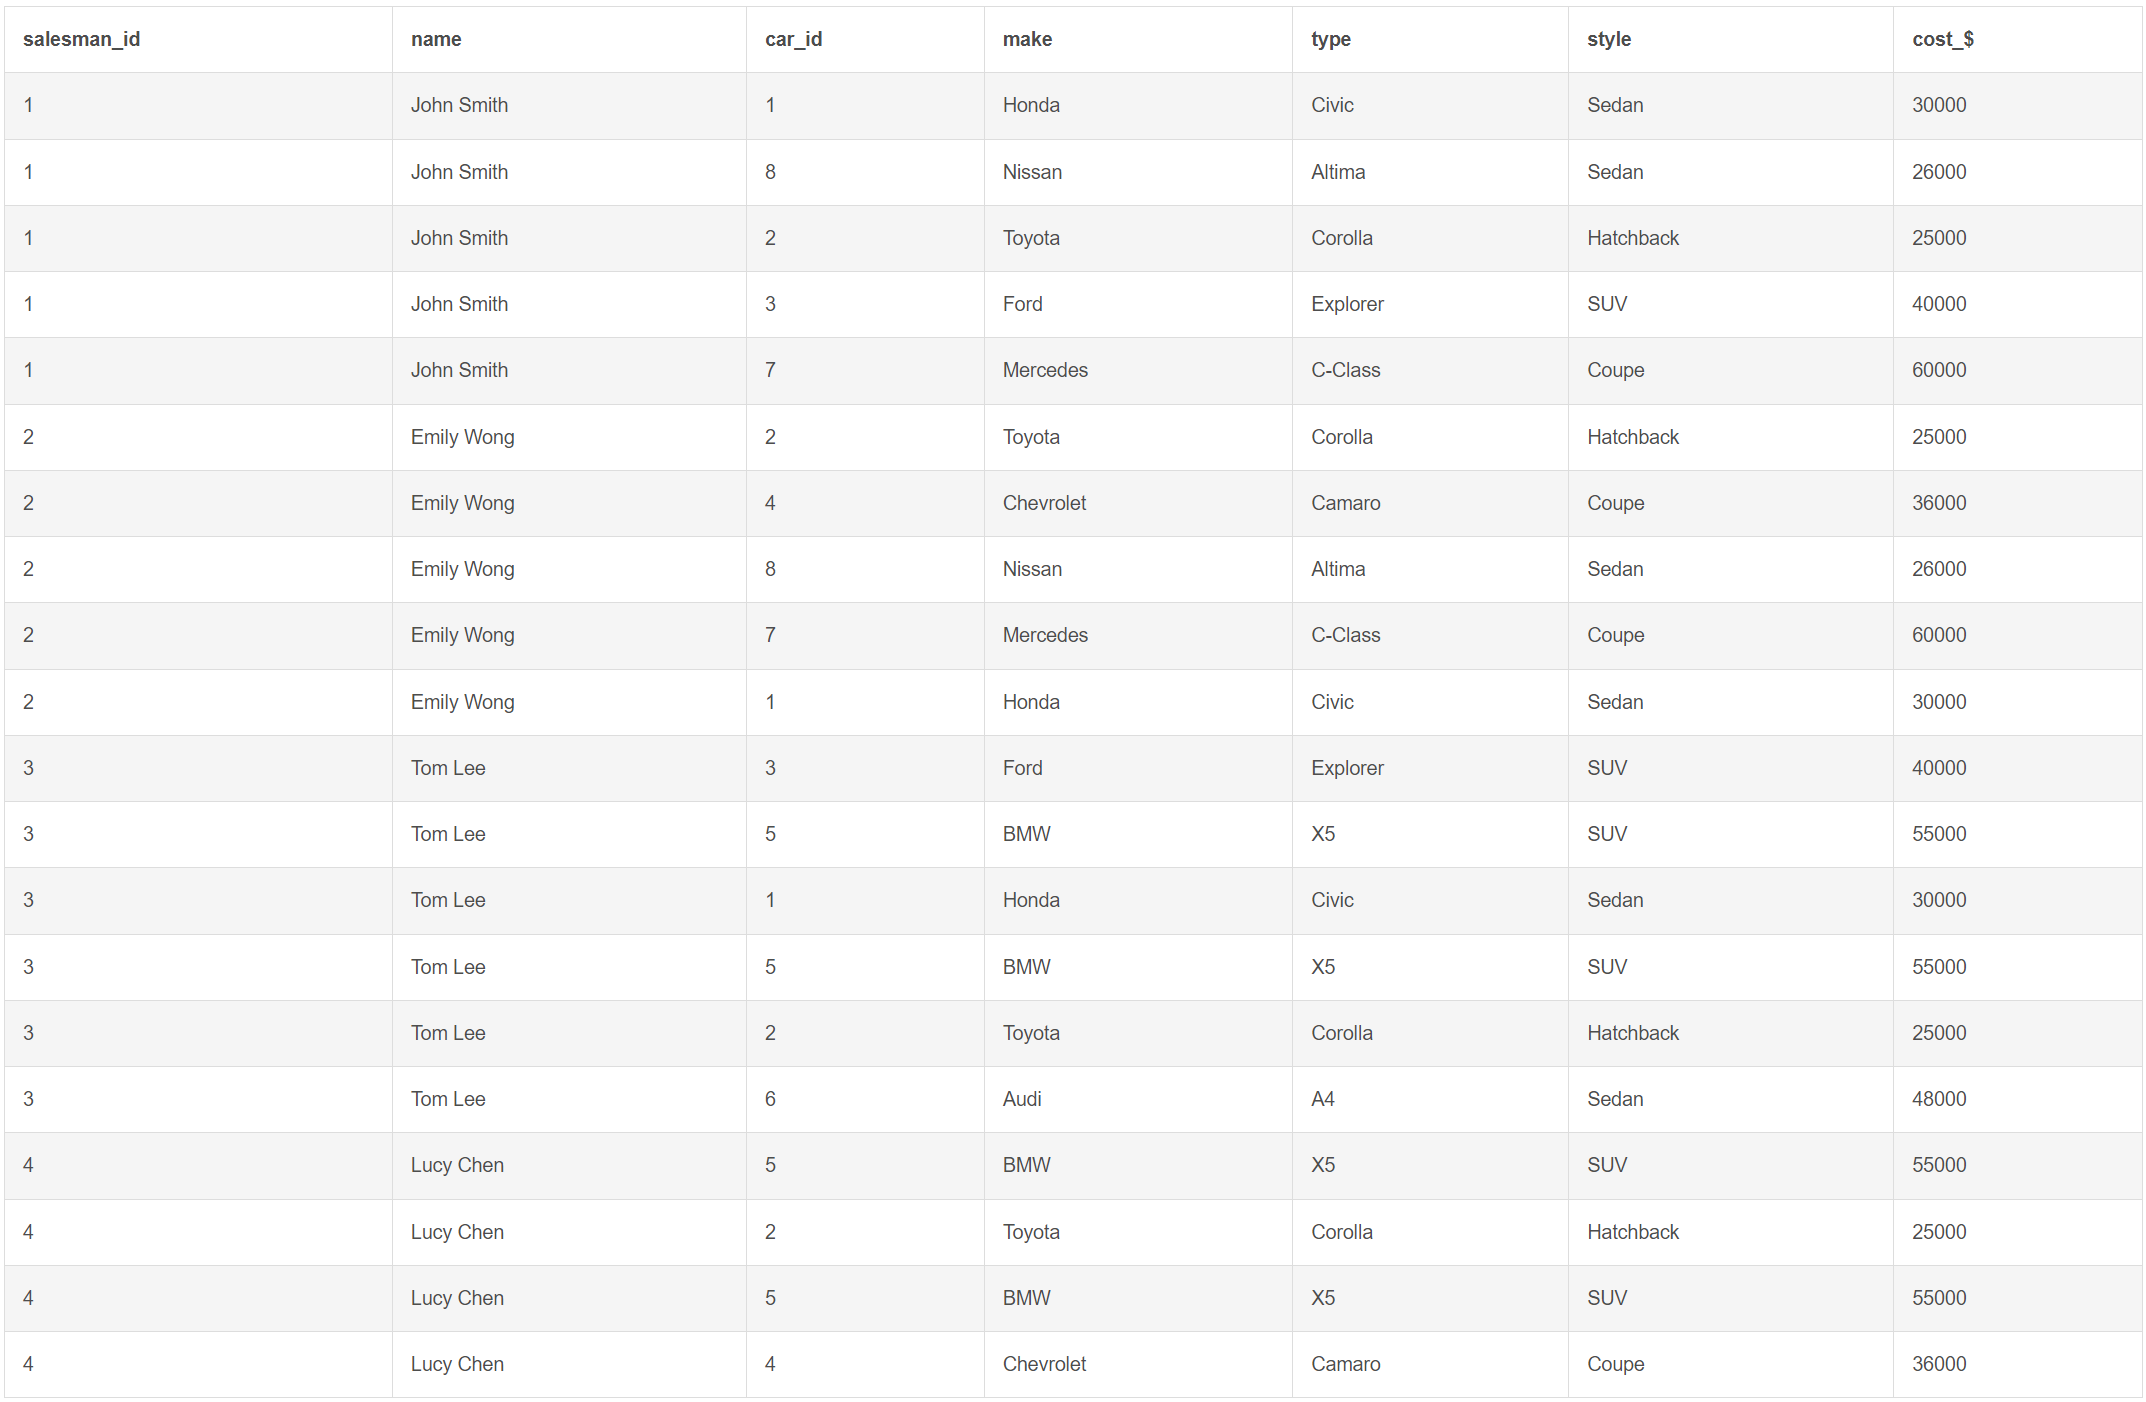 salesman_id name car_id make type style cost_$
1 John Smith 1 Honda Civic Sedan 30000
1 John Smith 8 Nissan Altima Sedan 26000
1 John Smith 2 Toyota Corolla Hatchback 25000
1 John Smith 3 Ford Explorer SUV 40000
1 John Smith 7 Mercedes C-Class Coupe 60000
2 Emily Wong 2 Toyota Corolla Hatchback 25000
2 Emily Wong 4 Chevrolet Camaro Coupe 36000
2 Emily Wong 8 Nissan Altima Sedan 26000
2 Emily Wong 7 Mercedes C-Class Coupe 60000
2 Emily Wong 1 Honda Civic Sedan 30000
3 Tom Lee 3 Ford Explorer SUV 40000
3 Tom Lee 5 BMW X5 SUV 55000
3 Tom Lee 1 Honda Civic Sedan 30000
3 Tom Lee 5 BMW X5 SUV 55000
3 Tom Lee 2 Toyota Corolla Hatchback 25000
3 Tom Lee 6 Audi A4 Sedan 48000
4 Lucy Chen 5 BMW X5 SUV 55000
4 Lucy Chen 2 Toyota Corolla Hatchback 25000
4 Lucy Chen 5 BMW X5 SUV 55000
4 Lucy Chen 4 Chevrolet Camaro Coupe 36000